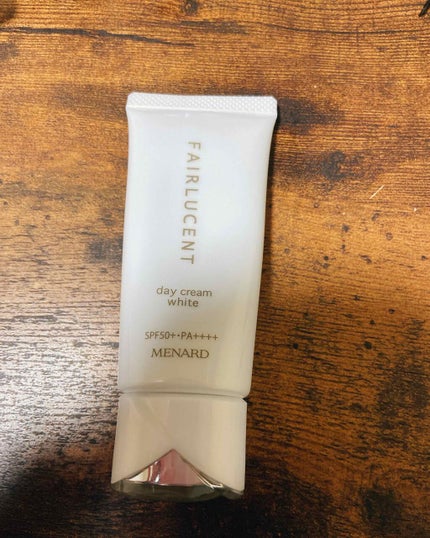 FAIRLUCENT
day cream
white
SPF50+・PA++++
MENARD